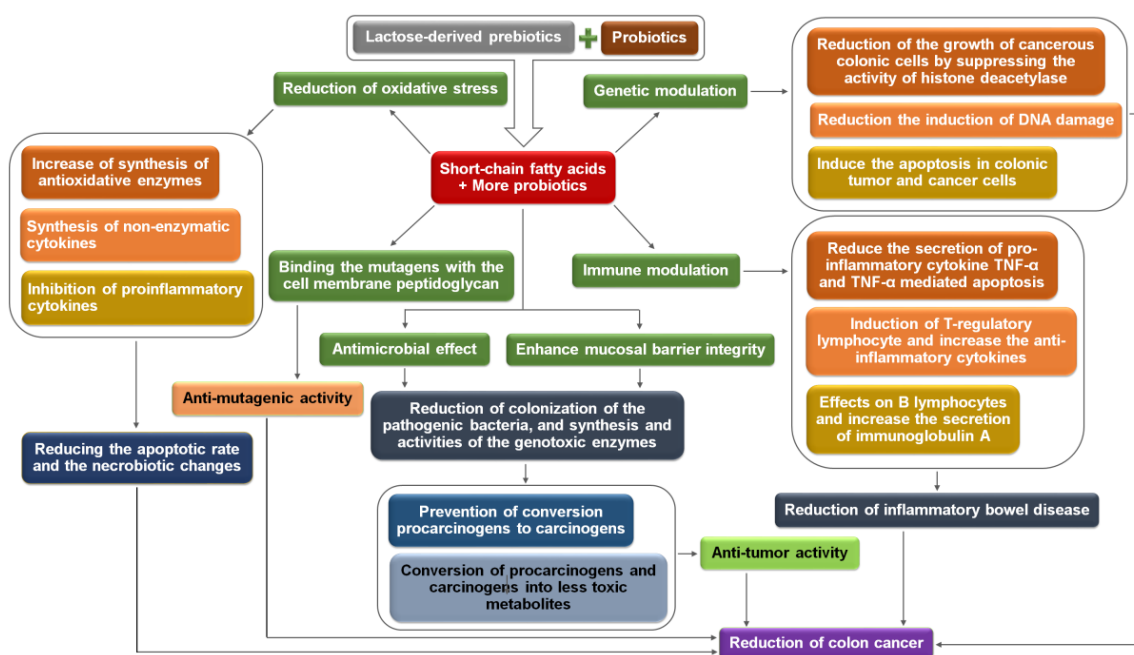 Lactose-derived prebiotics
Probiotics
Reduction of oxidative stress
Genetic modulation
Reduction of the growth of cancerous
colonic cells by suppressing the
activity of histone deacetylase
Reduction the induction of DNA damage
Induce the apoptosis in colonic
tumor and cancer cells
Increase of synthesis of
antioxidative enzymes
Synthesis of non-enzymatic
cytokines
Inhibition of proinflammatory
cytokines
Short-chain fatty acids
+ More probiotics
Binding the mutagens with the
cell membrane peptidoglycan
Immune modulation
Reduce the secretion of pro-
inflammatory cytokine TNF-α
and TNF-α mediated apoptosis
Induction of T-regulatory
lymphocyte and increase the anti-
inflammatory cytokines
Effects on B lymphocytes
and increase the secretion
of immunoglobulin A
Antimicrobial effect
Enhance mucosal barrier integrity
Anti-mutagenic activity
Reduction of colonization of the
pathogenic bacteria, and synthesis and
activities of the genotoxic enzymes
Reducing the apoptotic rate
and the necrobiotic changes
Prevention of conversion
procarcinogens to carcinogens
Conversion of procarcinogens and
carcinogens into less toxic
metabolites
Anti-tumor activity
Reduction of inflammatory bowel disease
Reduction of colon cancer